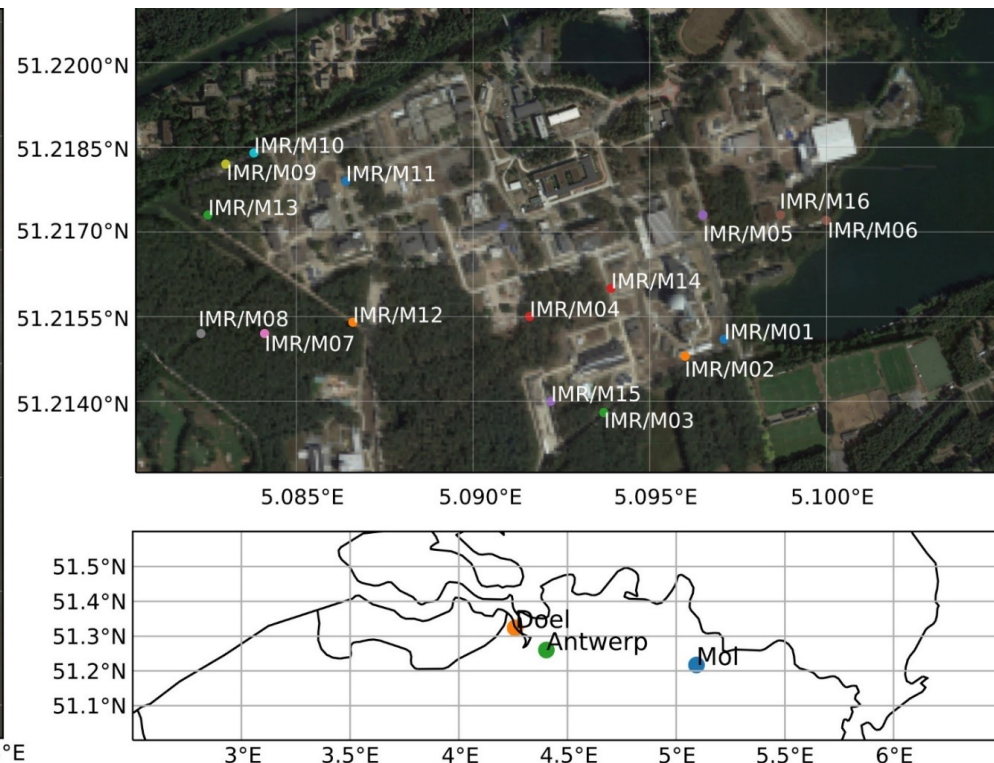 51.2200°N
51.2185°N
51.2170°N
51.2155°N
51.2140°N
IMR/M10
IMR/M09
IMR/M11
IMR/M13
IMR/M16
IMR/M05
IMR/M06
IMR/M14
IMR/M04
IMR/M08
IMR/M12
IMR/M07
IMR/M01
IMR/M02
IMR/M15
IMR/M03
5.085°E 5.090°E 5.095°E 5.100°E
51.5°N
51.4°N
51.3°N
51.2°N
51.1°N
Doel
Antwerp
Mol
°E
3°E 3.5°E 4°E 4.5°E 5°E 5.5°E 6°E